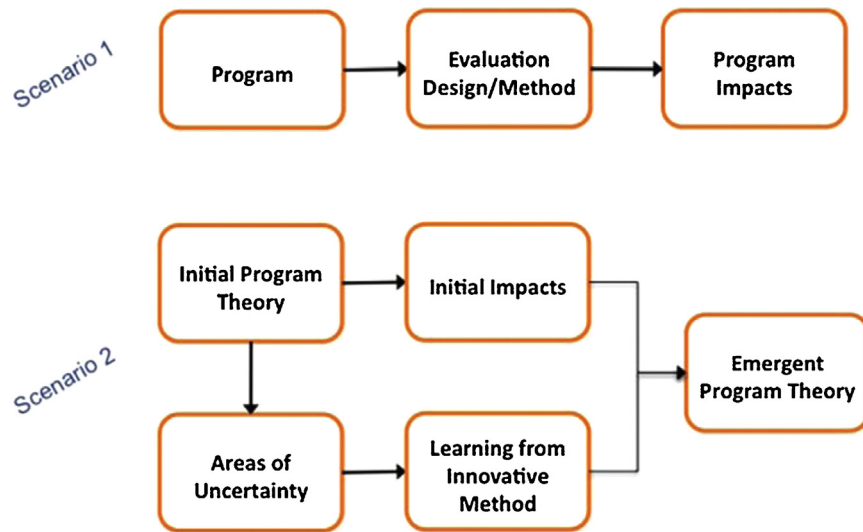 Scenario 1
Program
Evaluation
Design/Method
Program
Impacts
Scenario 2
Initial Program
Theory
Initial Impacts
Emergent
Program Theory
Areas of
Uncertainty
Learning from
Innovative
Method